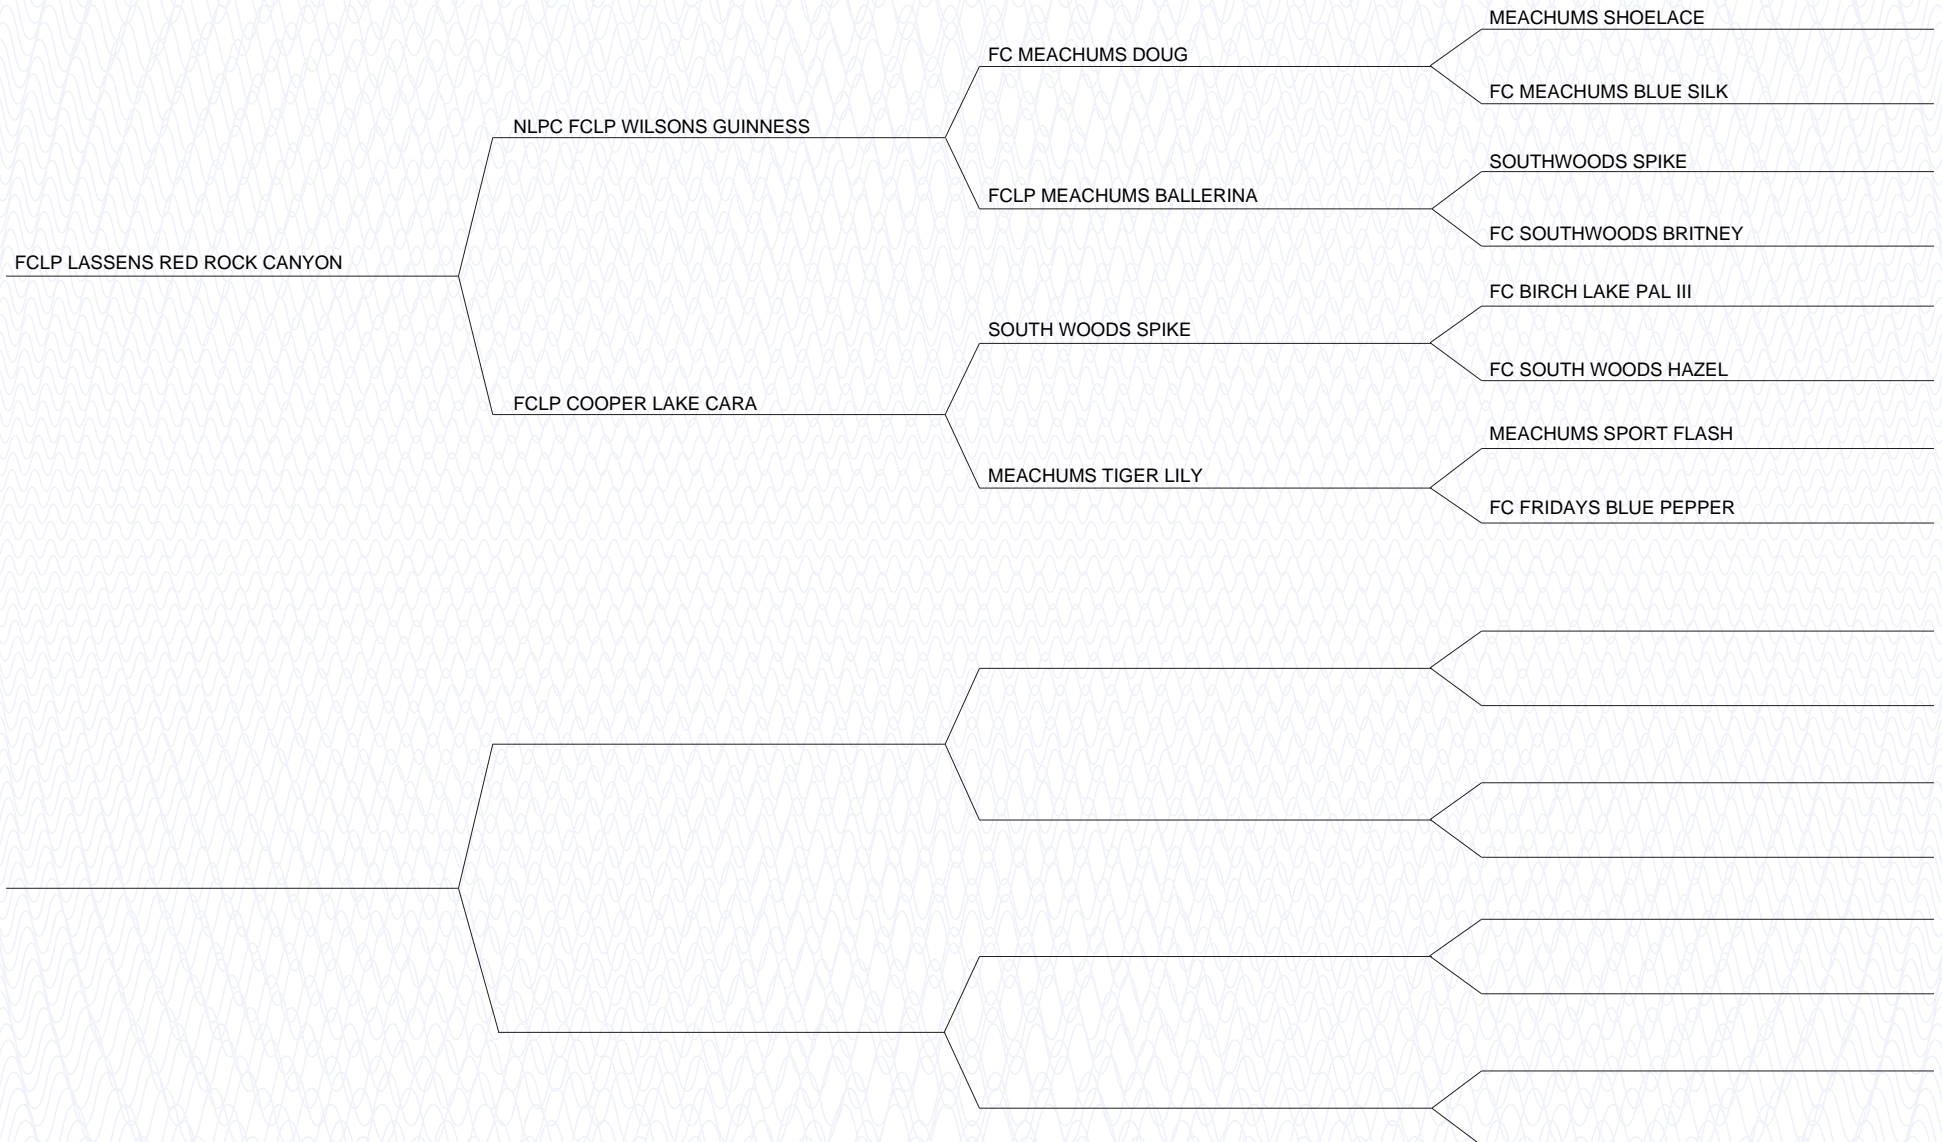 MEACHUMS SHOELACE
FC MEACHUMS DOUG
FC MEACHUMS BLUE SILK
NLPC FCLP WILSONS GUINNESS
SOUTHWOODS SPIKE
FCLP MEACHUMS BALLERINA
FC SOUTHWOODS BRITNEY
FCLP LASSENS RED ROCK CANYON
FC BIRCH LAKE PAL III
SOUTH WOODS SPIKE
FC SOUTH WOODS HAZEL
FCLP COOPER LAKE CARA
MEACHUMS SPORT FLASH
MEACHUMS TIGER LILY
FC FRIDAYS BLUE PEPPER